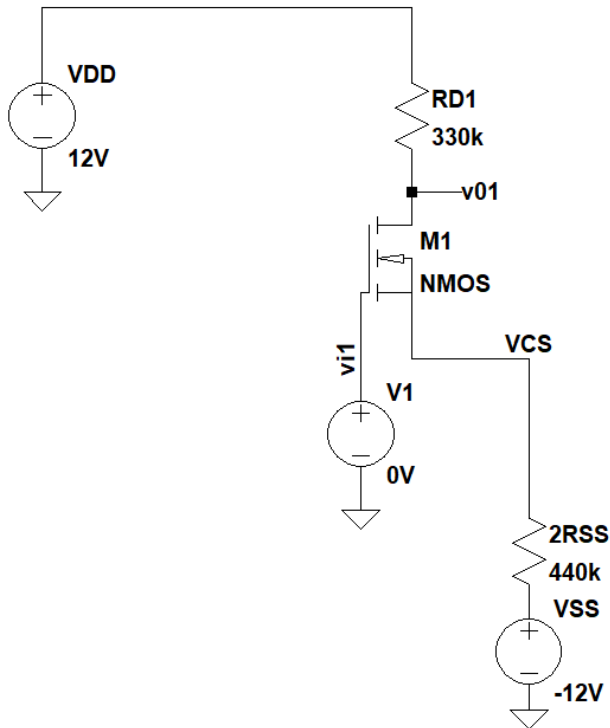 VDD
12V
RD1
330k
v01
M1
NMOS
VCS
vi1
V1
0V
2RSS
440k
VSS
-12V